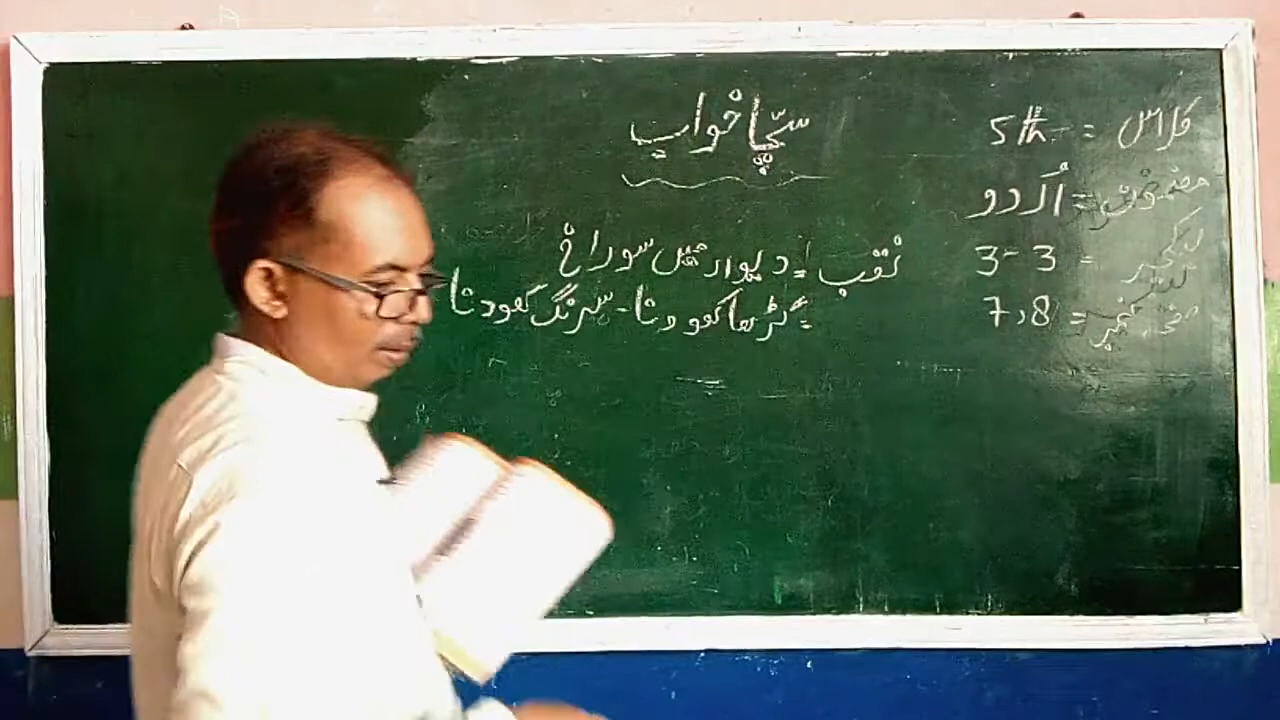 سچّا خواب
کلاس = 5th
مضمون = اُردو
لیکچر = 3-3
صفحہ نمبر = 7,8
نقب = دیوار میں سوراخ
= گڑھا کھودنا - سرنگ کھودنا